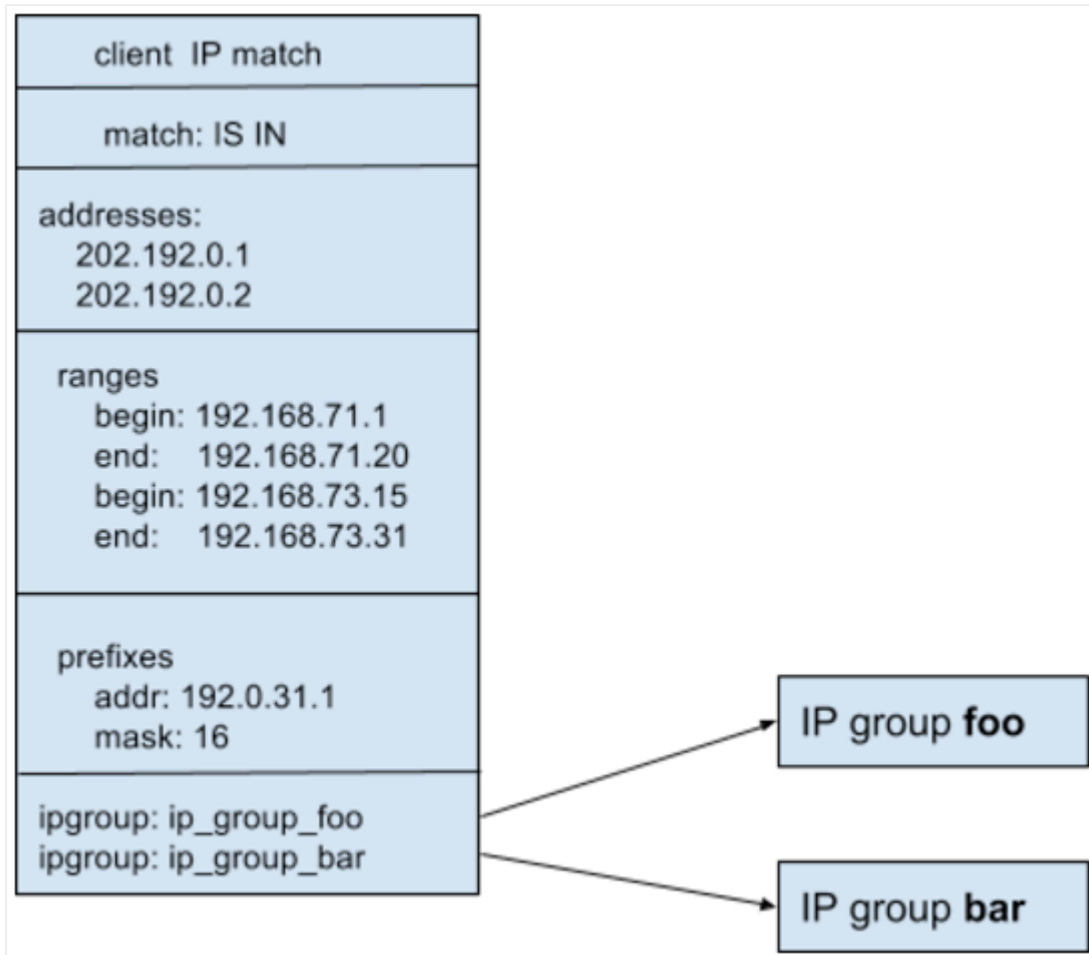 client IP match
match: IS IN
addresses:
202.192.0.1
202.192.0.2
ranges
begin: 192.168.71.1
end: 192.168.71.20
begin: 192.168.73.15
end: 192.168.73.31
prefixes
addr: 192.0.31.1
mask: 16
ipgroup: ip_group_foo
ipgroup: ip_group_bar
IP group foo
IP group bar